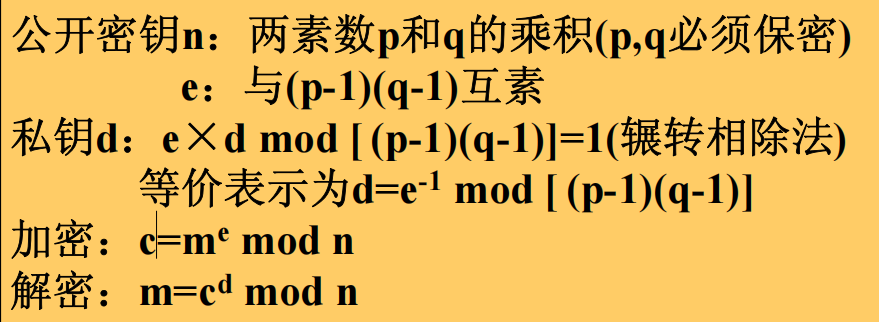 公开密钥n：两素数p和q的乘积(p,q必须保密)
e：与(p-1)(q-1)互素
私钥d：e×d mod [ (p-1)(q-1)]=1(辗转相除法)
等价表示为d=e⁻¹ mod [ (p-1)(q-1)]
加密：c=mᵉ mod n
解密：m=cᵈ mod n